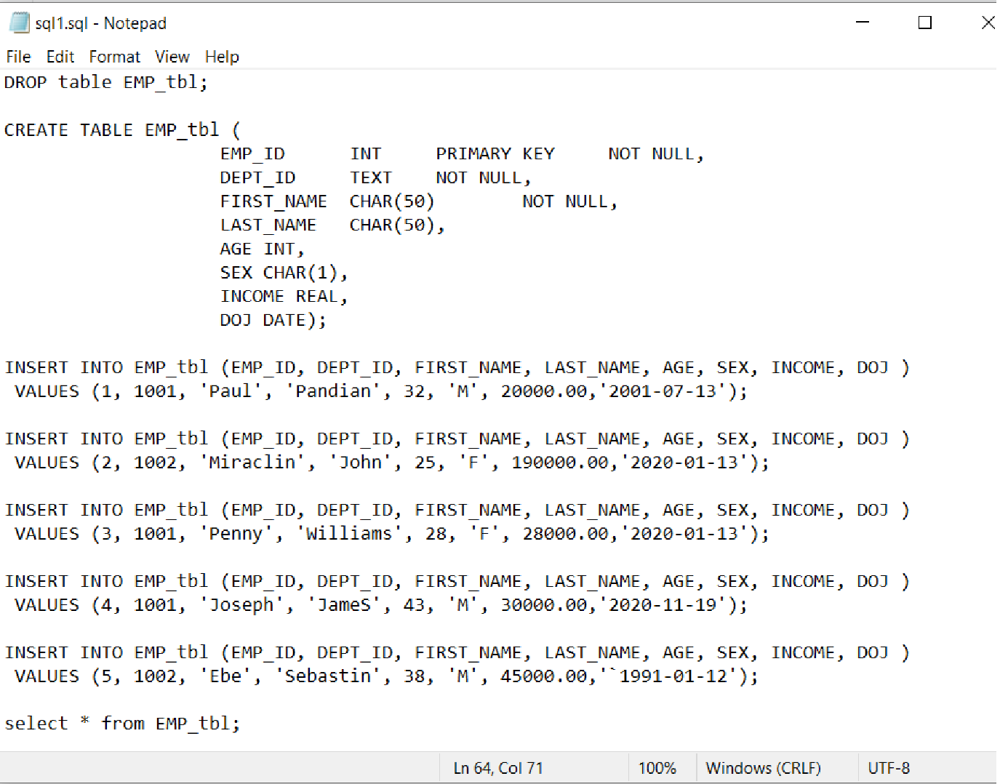 sql1.sql - Notepad
File Edit Format View Help
DROP table EMP_tbl;
CREATE TABLE EMP_tbl (
EMP_ID INT PRIMARY KEY NOT NULL,
DEPT_ID TEXT NOT NULL,
FIRST_NAME CHAR(50) NOT NULL,
LAST_NAME CHAR(50),
AGE INT,
SEX CHAR(1),
INCOME REAL,
DOJ DATE);
INSERT INTO EMP_tbl (EMP_ID, DEPT_ID, FIRST_NAME, LAST_NAME, AGE, SEX, INCOME, DOJ )
VALUES (1, 1001, 'Paul', 'Pandian', 32, 'M', 20000.00,'2001-07-13');
INSERT INTO EMP_tbl (EMP_ID, DEPT_ID, FIRST_NAME, LAST_NAME, AGE, SEX, INCOME, DOJ )
VALUES (2, 1002, 'Miraclin', 'John', 25, 'F', 190000.00,'2020-01-13');
INSERT INTO EMP_tbl (EMP_ID, DEPT_ID, FIRST_NAME, LAST_NAME, AGE, SEX, INCOME, DOJ )
VALUES (3, 1001, 'Penny', 'Williams', 28, 'F', 28000.00,'2020-01-13');
INSERT INTO EMP_tbl (EMP_ID, DEPT_ID, FIRST_NAME, LAST_NAME, AGE, SEX, INCOME, DOJ )
VALUES (4, 1001, 'Joseph', 'JameS', 43, 'M', 30000.00,'2020-11-19');
INSERT INTO EMP_tbl (EMP_ID, DEPT_ID, FIRST_NAME, LAST_NAME, AGE, SEX, INCOME, DOJ )
VALUES (5, 1002, 'Ebe', 'Sebastin', 38, 'M', 45000.00,'`1991-01-12');
select * from EMP_tbl;
Ln 64, Col 71 100% Windows (CRLF) UTF-8